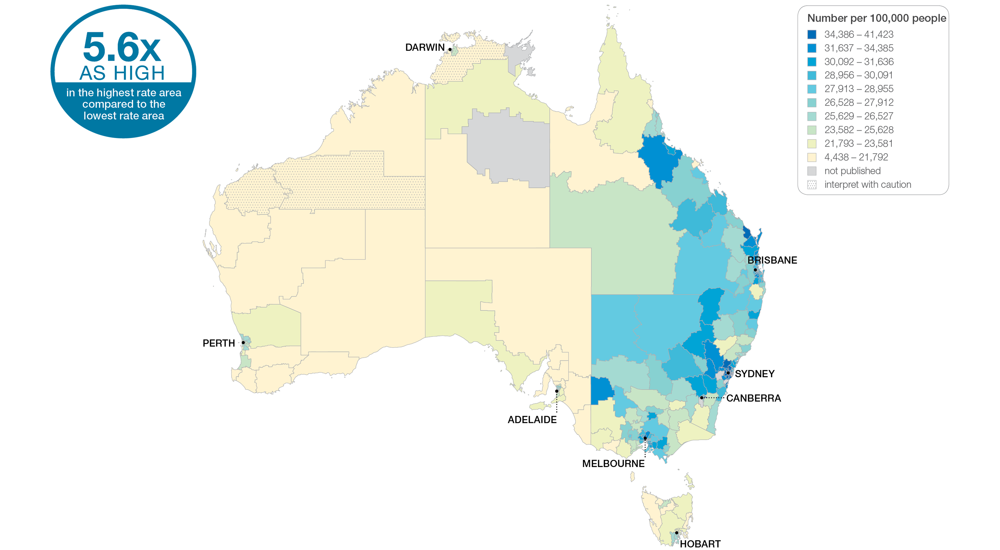 5.6x
AS HIGH
in the highest rate area
compared to the
lowest rate area
Number per 100,000 people
34,386 – 41,423
31,637 – 34,385
30,092 – 31,636
28,956 – 30,091
27,913 – 28,955
26,528 – 27,912
25,629 – 26,527
23,582 – 25,628
21,793 – 23,581
4,438 – 21,792
not published
interpret with caution
DARWIN
BRISBANE
PERTH
SYDNEY
CANBERRA
ADELAIDE
MELBOURNE
HOBART